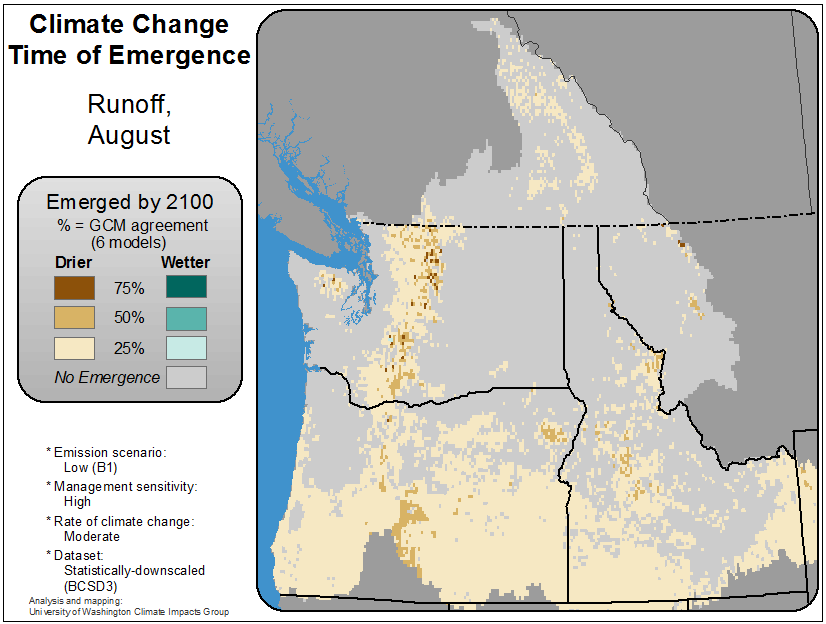 Climate Change
Time of Emergence
Runoff,
August
Emerged by 2100
% = GCM agreement
(6 models)
Drier Wetter
75%
50%
25%
No Emergence
* Emission scenario:
Low (B1)
* Management sensitivity:
High
* Rate of climate change:
Moderate
* Dataset:
Statistically-downscaled
(BCSD3)
Analysis and mapping:
University of Washington Climate Impacts Group